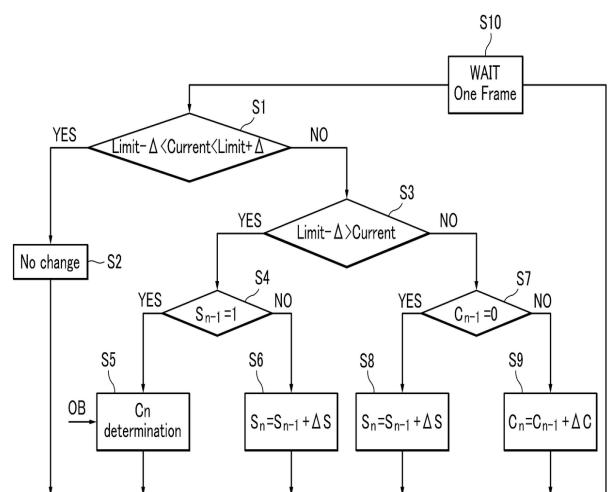 S10
WAIT
One Frame
S1
YES
NO
Limit-Δ<Current<Limit+Δ
S3
YES
NO
Limit-Δ>Current
No change
S2
S4
YES
NO
Sn-1=1
S7
YES
NO
Cn-1=0
S5
OB
Cn
determination
S6
Sn=Sn-1+ΔS
S8
Sn=Sn-1+ΔS
S9
Cn=Cn-1+ΔC